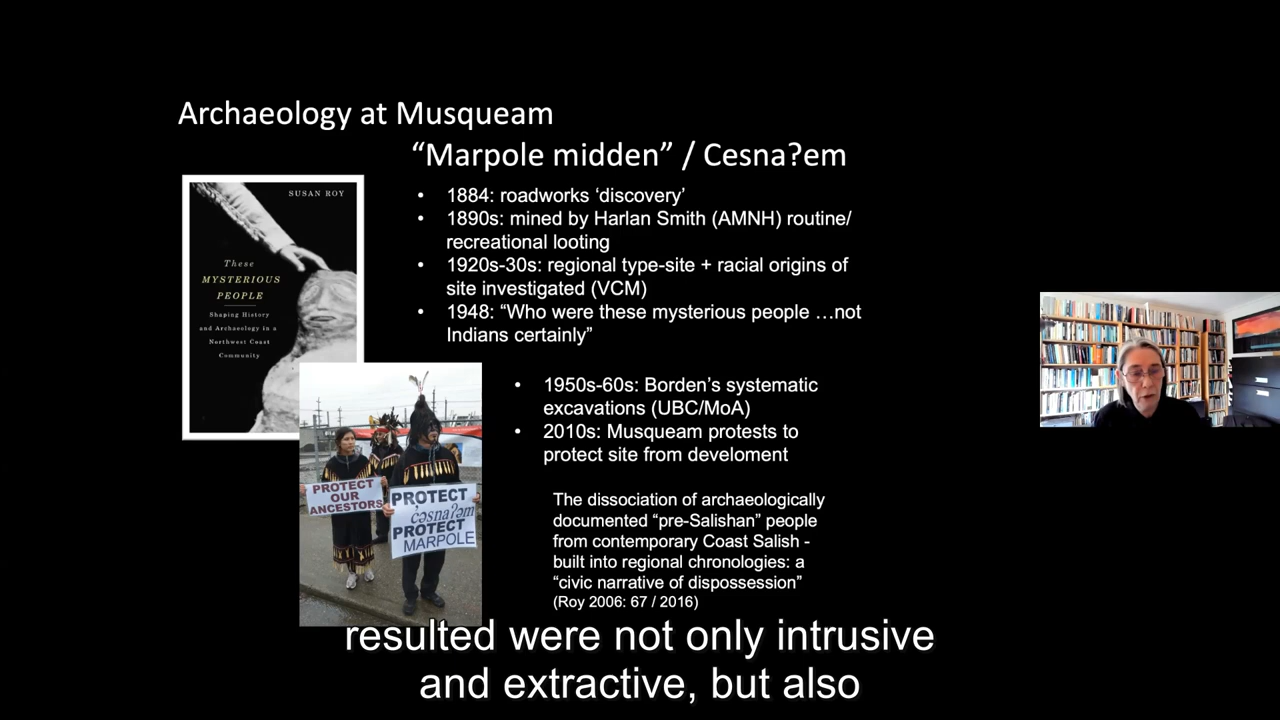 Archaeology at Musqueam
“Marpole midden” / Cesna?em
SUSAN ROY
These
MYSTERIOUS
PEOPLE
Shaping History
and Archaeology in a
Northwest Coast
Community
• 1884: roadworks ‘discovery’
• 1890s: mined by Harlan Smith (AMNH) routine/
recreational looting
• 1920s-30s: regional type-site + racial origins of
site investigated (VCM)
• 1948: “Who were these mysterious people …not
Indians certainly”
• 1950s-60s: Borden’s systematic
excavations (UBC/MoA)
• 2010s: Musqueam protests to
protect site from develoment
PROTECT
OUR
ANCESTORS
PROTECT
c̓əsnaʔəm
PROTECT
MARPOLE
The dissociation of archaeologically
documented “pre-Salishan” people
from contemporary Coast Salish -
built into regional chronologies: a
“civic narrative of dispossession”
(Roy 2006: 67 / 2016)
resulted were not only intrusive
and extractive, but also